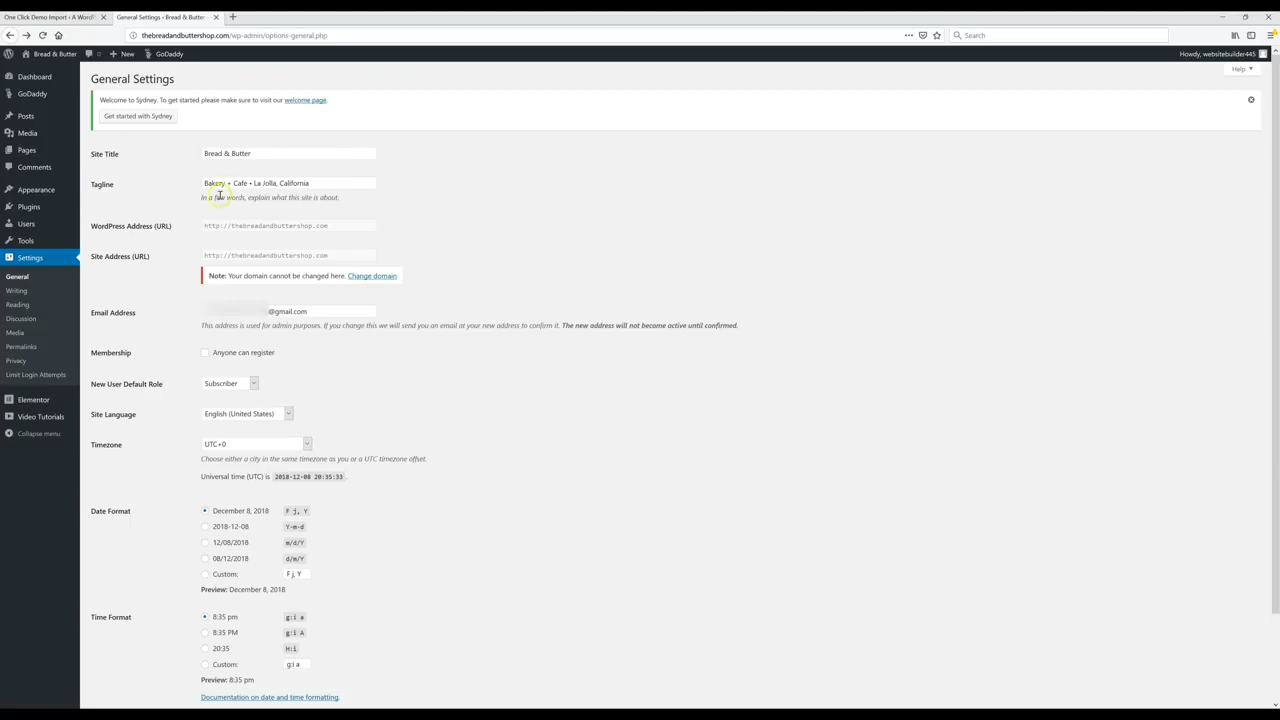 One Click Demo Import ‹ A WordP
General Settings ‹ Bread & Butter
thebreadandbuttershop.com/wp-admin/options-general.php
Search
Bread & Butter
New
GoDaddy
Howdy, websitebuilder445
Help
Dashboard
GoDaddy
Posts
Media
Pages
Comments
Appearance
Plugins
Users
Tools
Settings
General
Writing
Reading
Discussion
Media
Permalinks
Privacy
Limit Login Attempts
Elementor
Video Tutorials
Collapse menu
General Settings
Welcome to Sydney. To get started please make sure to visit our welcome page.
Get started with Sydney
Site Title
Bread & Butter
Tagline
Bakery + Cafe • La Jolla, California
In a few words, explain what this site is about.
WordPress Address (URL)
http://thebreadandbuttershop.com
Site Address (URL)
http://thebreadandbuttershop.com
Note: Your domain cannot be changed here. Change domain
Email Address
@gmail.com
This address is used for admin purposes. If you change this we will send you an email at your new address to confirm it. The new address will not become active until confirmed.
Membership
Anyone can register
New User Default Role
Subscriber
Site Language
English (United States)
Timezone
UTC+0
Choose either a city in the same timezone as you or a UTC timezone offset.
Universal time (UTC) is 2018-12-08 20:35:33.
Date Format
December 8, 2018 F j, Y
2018-12-08 Y-m-d
12/08/2018 m/d/Y
08/12/2018 d/m/Y
Custom: F j, Y
Preview: December 8, 2018
Time Format
8:35 pm g:i a
8:35 PM g:i A
20:35 H:i
Custom: g:i a
Preview: 8:35 pm
Documentation on date and time formatting.